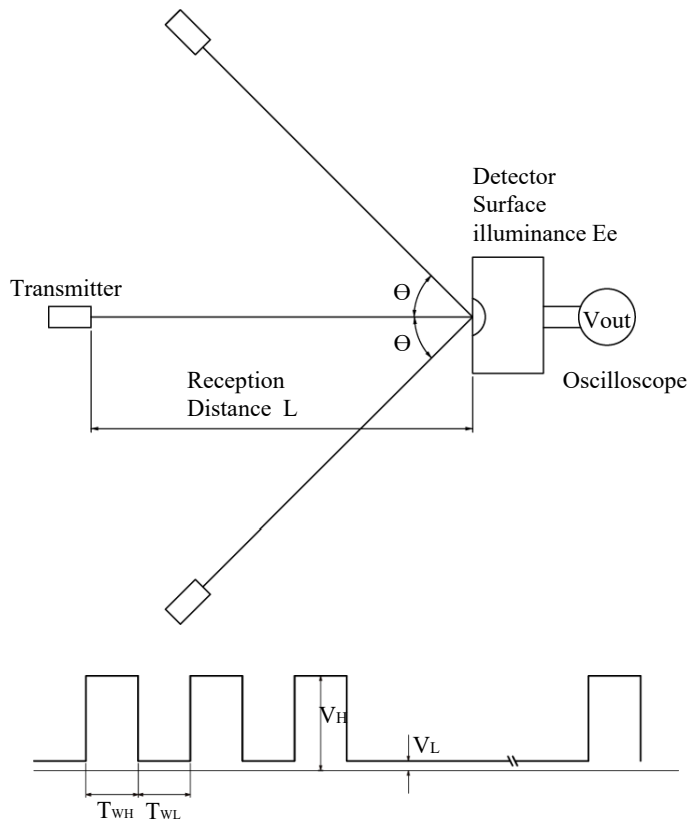 Detector
Surface
illuminance Ee
Transmitter
Ɵ
Ɵ
Vout
Reception
Distance L
Oscilloscope
VH
VL
TWH
TWL